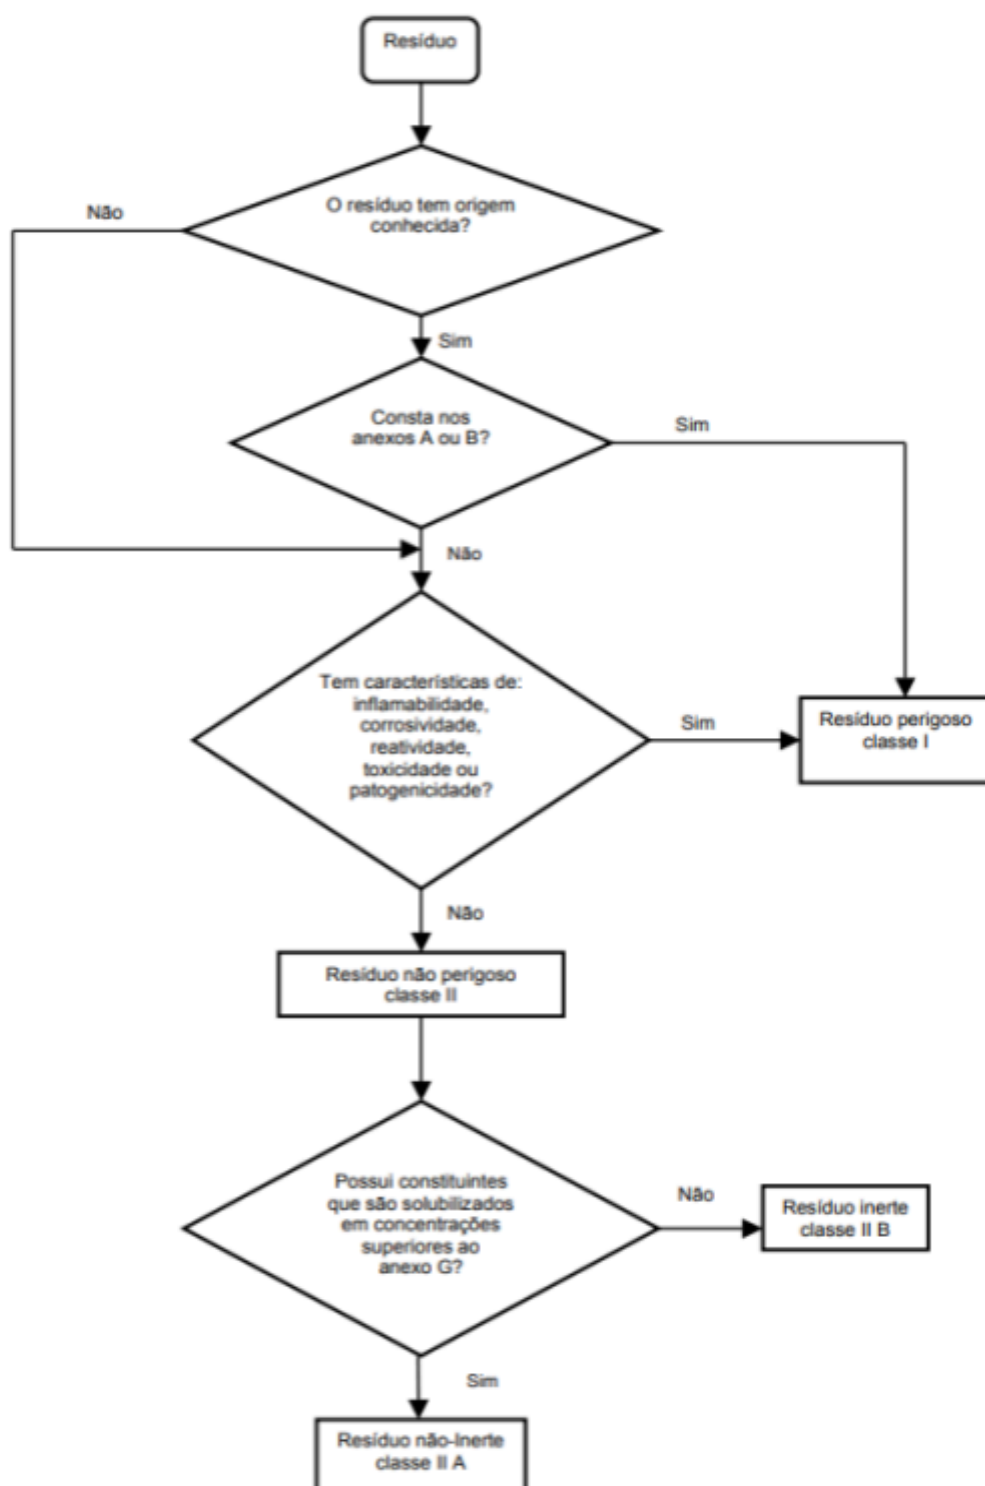 Resíduo
O resíduo tem origem
conhecida?
Não
Sim
Consta nos
anexos A ou B?
Sim
Não
Tem características de:
inflamabilidade,
corrosividade,
reatividade,
toxicidade ou
patogenicidade?
Sim
Resíduo perigoso
classe I
Não
Resíduo não perigoso
classe II
Possui constituintes
que são solubilizados
em concentrações
superiores ao
anexo G?
Não
Resíduo inerte
classe II B
Sim
Resíduo não-Inerte
classe II A